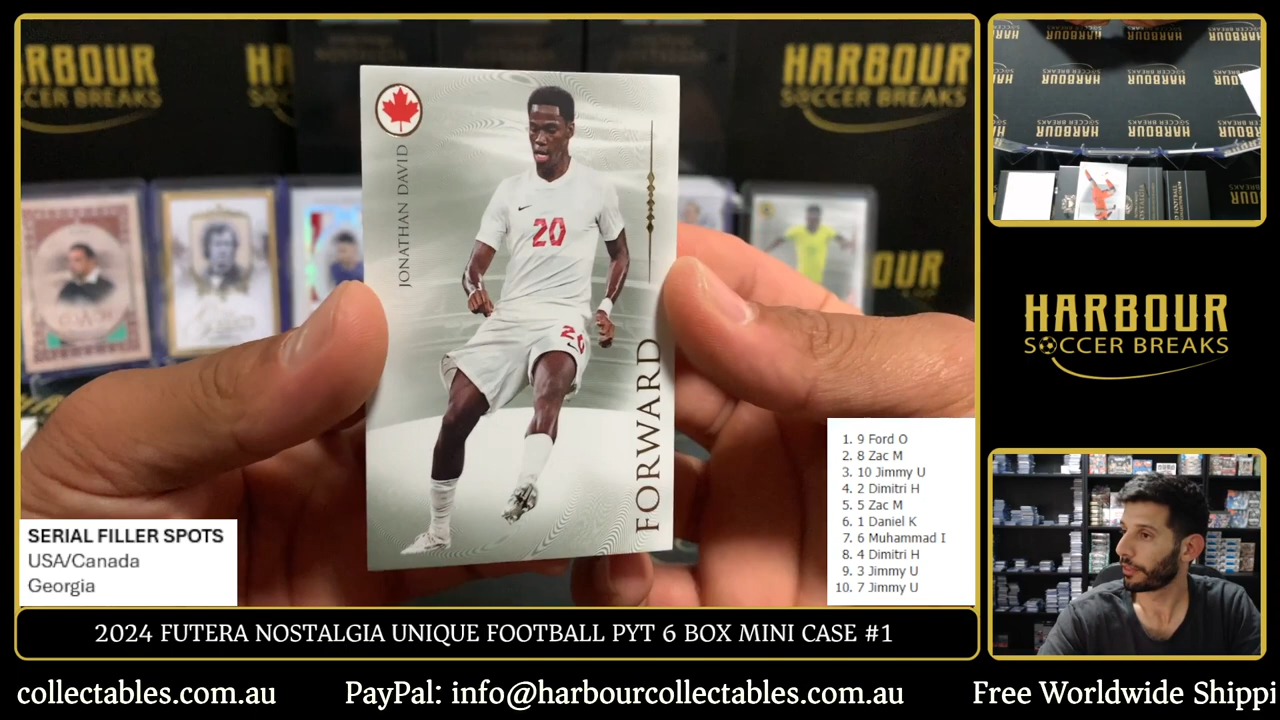 HARBOUR
SOCCER BREAKS
JONATHAN DAVID
20
20
FORWARD
HARBOUR
SOCCER BREAKS
SERIAL FILLER SPOTS
USA/Canada
Georgia
1. 9 Ford O
2. 8 Zac M
3. 10 Jimmy U
4. 2 Dimitri H
5. 5 Zac M
6. 1 Daniel K
7. 6 Muhammad I
8. 4 Dimitri H
9. 3 Jimmy U
10. 7 Jimmy U
2024 FUTERA NOSTALGIA UNIQUE FOOTBALL PYT 6 BOX MINI CASE #1
collectables.com.au PayPal: info@harbourcollectables.com.au Free Worldwide Shippi